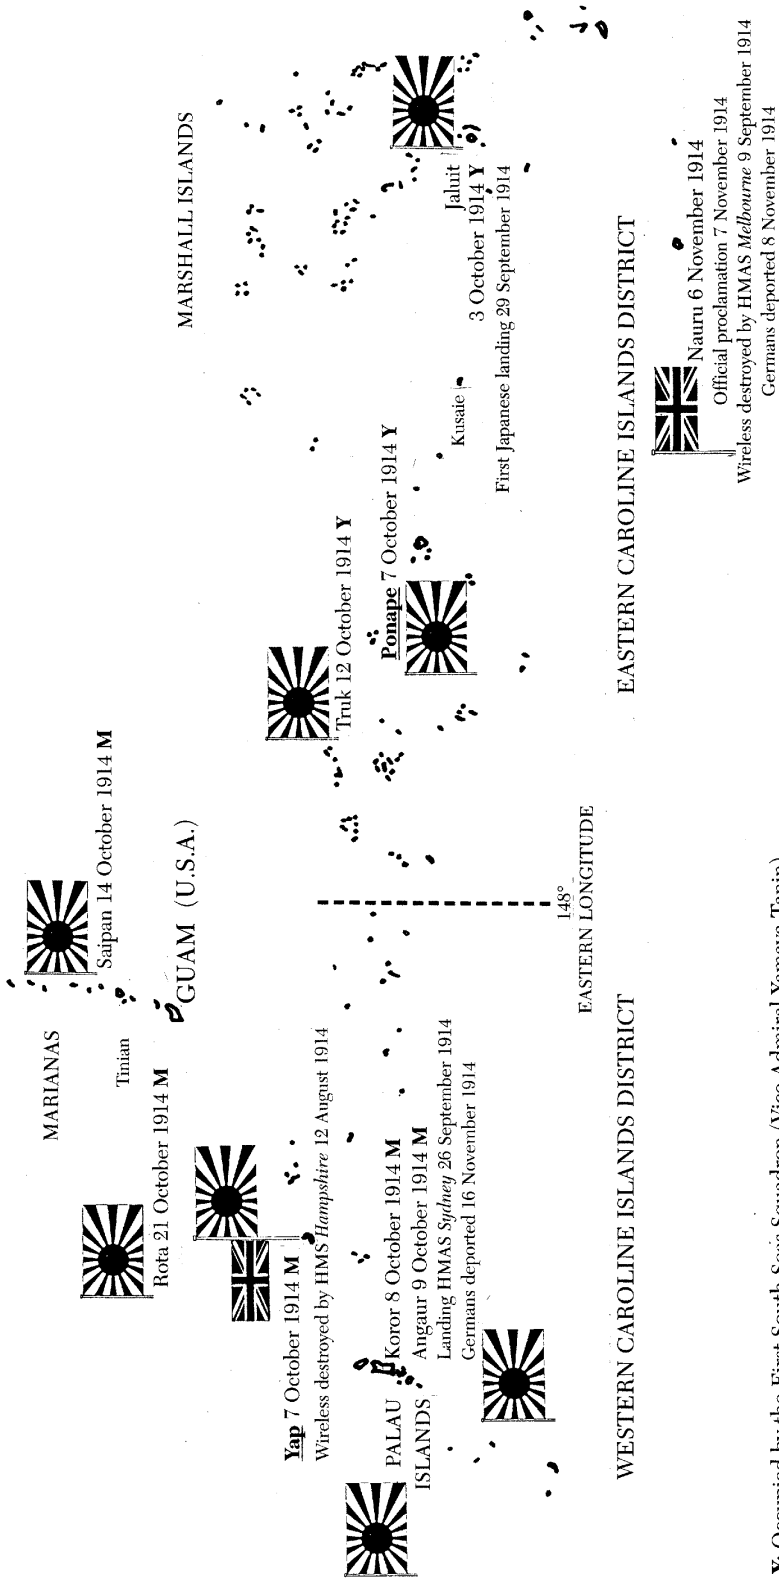 MARIANAS
Saipan 14 October 1914 M
Tinian
Rota 21 October 1914 M
GUAM (U.S.A.)
MARSHALL ISLANDS
Yap 7 October 1914 M
Wireless destroyed by HMS Hampshire 12 August 1914
Truk 12 October 1914 Y
PALAU
ISLANDS
Koror 8 October 1914 M
Angaur 9 October 1914 M
Landing HMAS Sydney 26 September 1914
Germans deported 16 November 1914
Ponape 7 October 1914 Y
Kusaie
Jaluit
3 October 1914 Y
First Japanese landing 29 September 1914
148°
EASTERN LONGITUDE
WESTERN CAROLINE ISLANDS DISTRICT
EASTERN CAROLINE ISLANDS DISTRICT
Nauru 6 November 1914
Official proclamation 7 November 1914
Wireless destroyed by HMAS Melbourne 9 September 1914
Germans deported 8 November 1914
Y: Occupied by the First South Seas Squadron (Vice Admiral Yamaya Tanin)